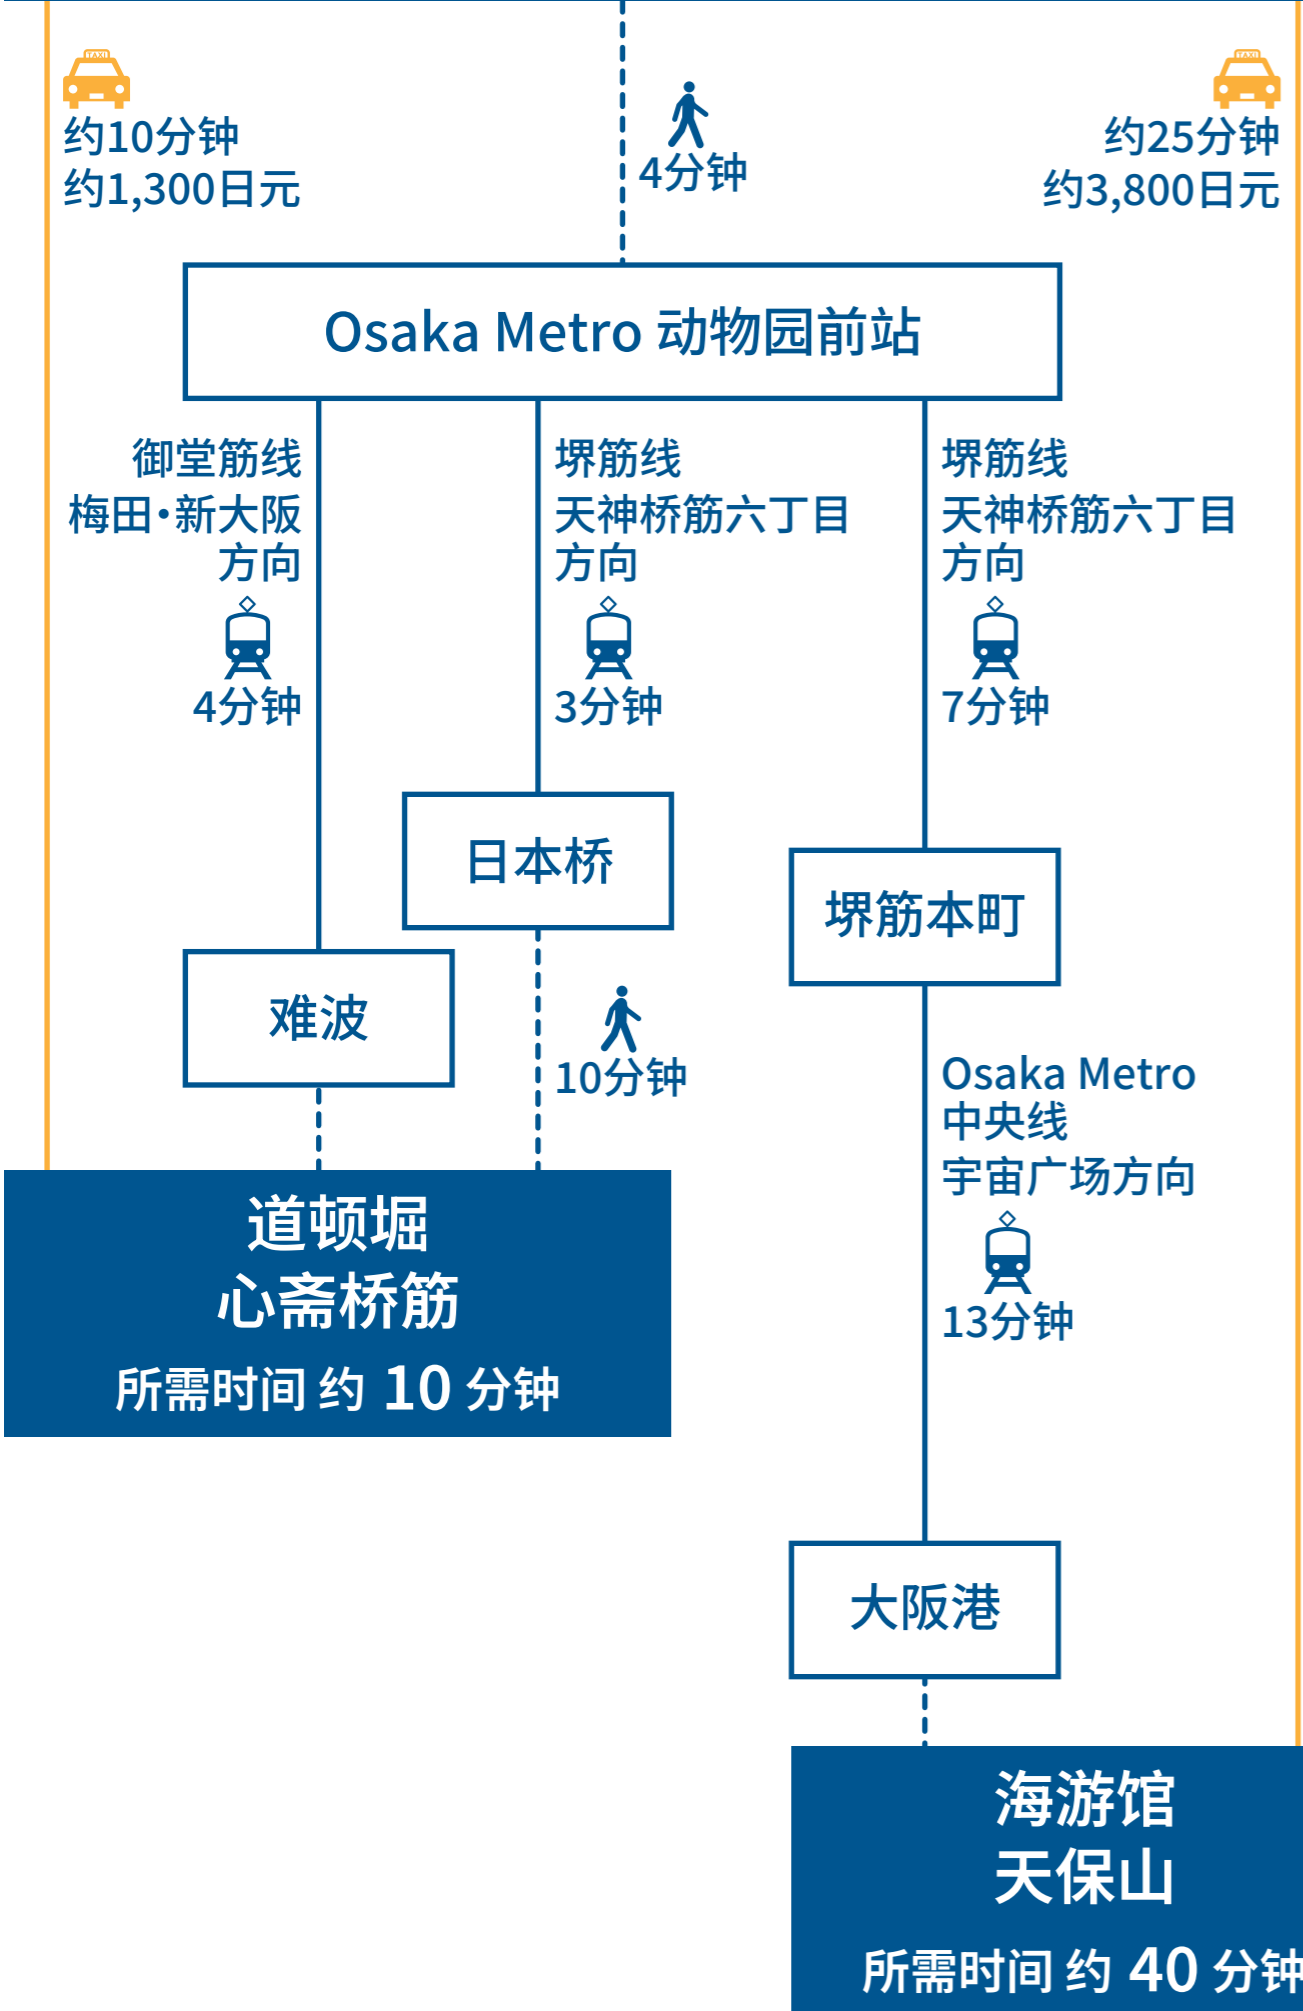 TAXI
约10分钟
约1,300日元
4分钟
TAXI
约25分钟
约3,800日元
Osaka Metro 动物园前站
御堂筋线
梅田・新大阪
方向
4分钟
堺筋线
天神桥筋六丁目
方向
3分钟
堺筋线
天神桥筋六丁目
方向
7分钟
日本桥
堺筋本町
难波
10分钟
Osaka Metro
中央线
宇宙广场方向
13分钟
道顿堀
心斋桥筋
所需时间 约 10 分钟
大阪港
海游馆
天保山
所需时间 约 40 分钟